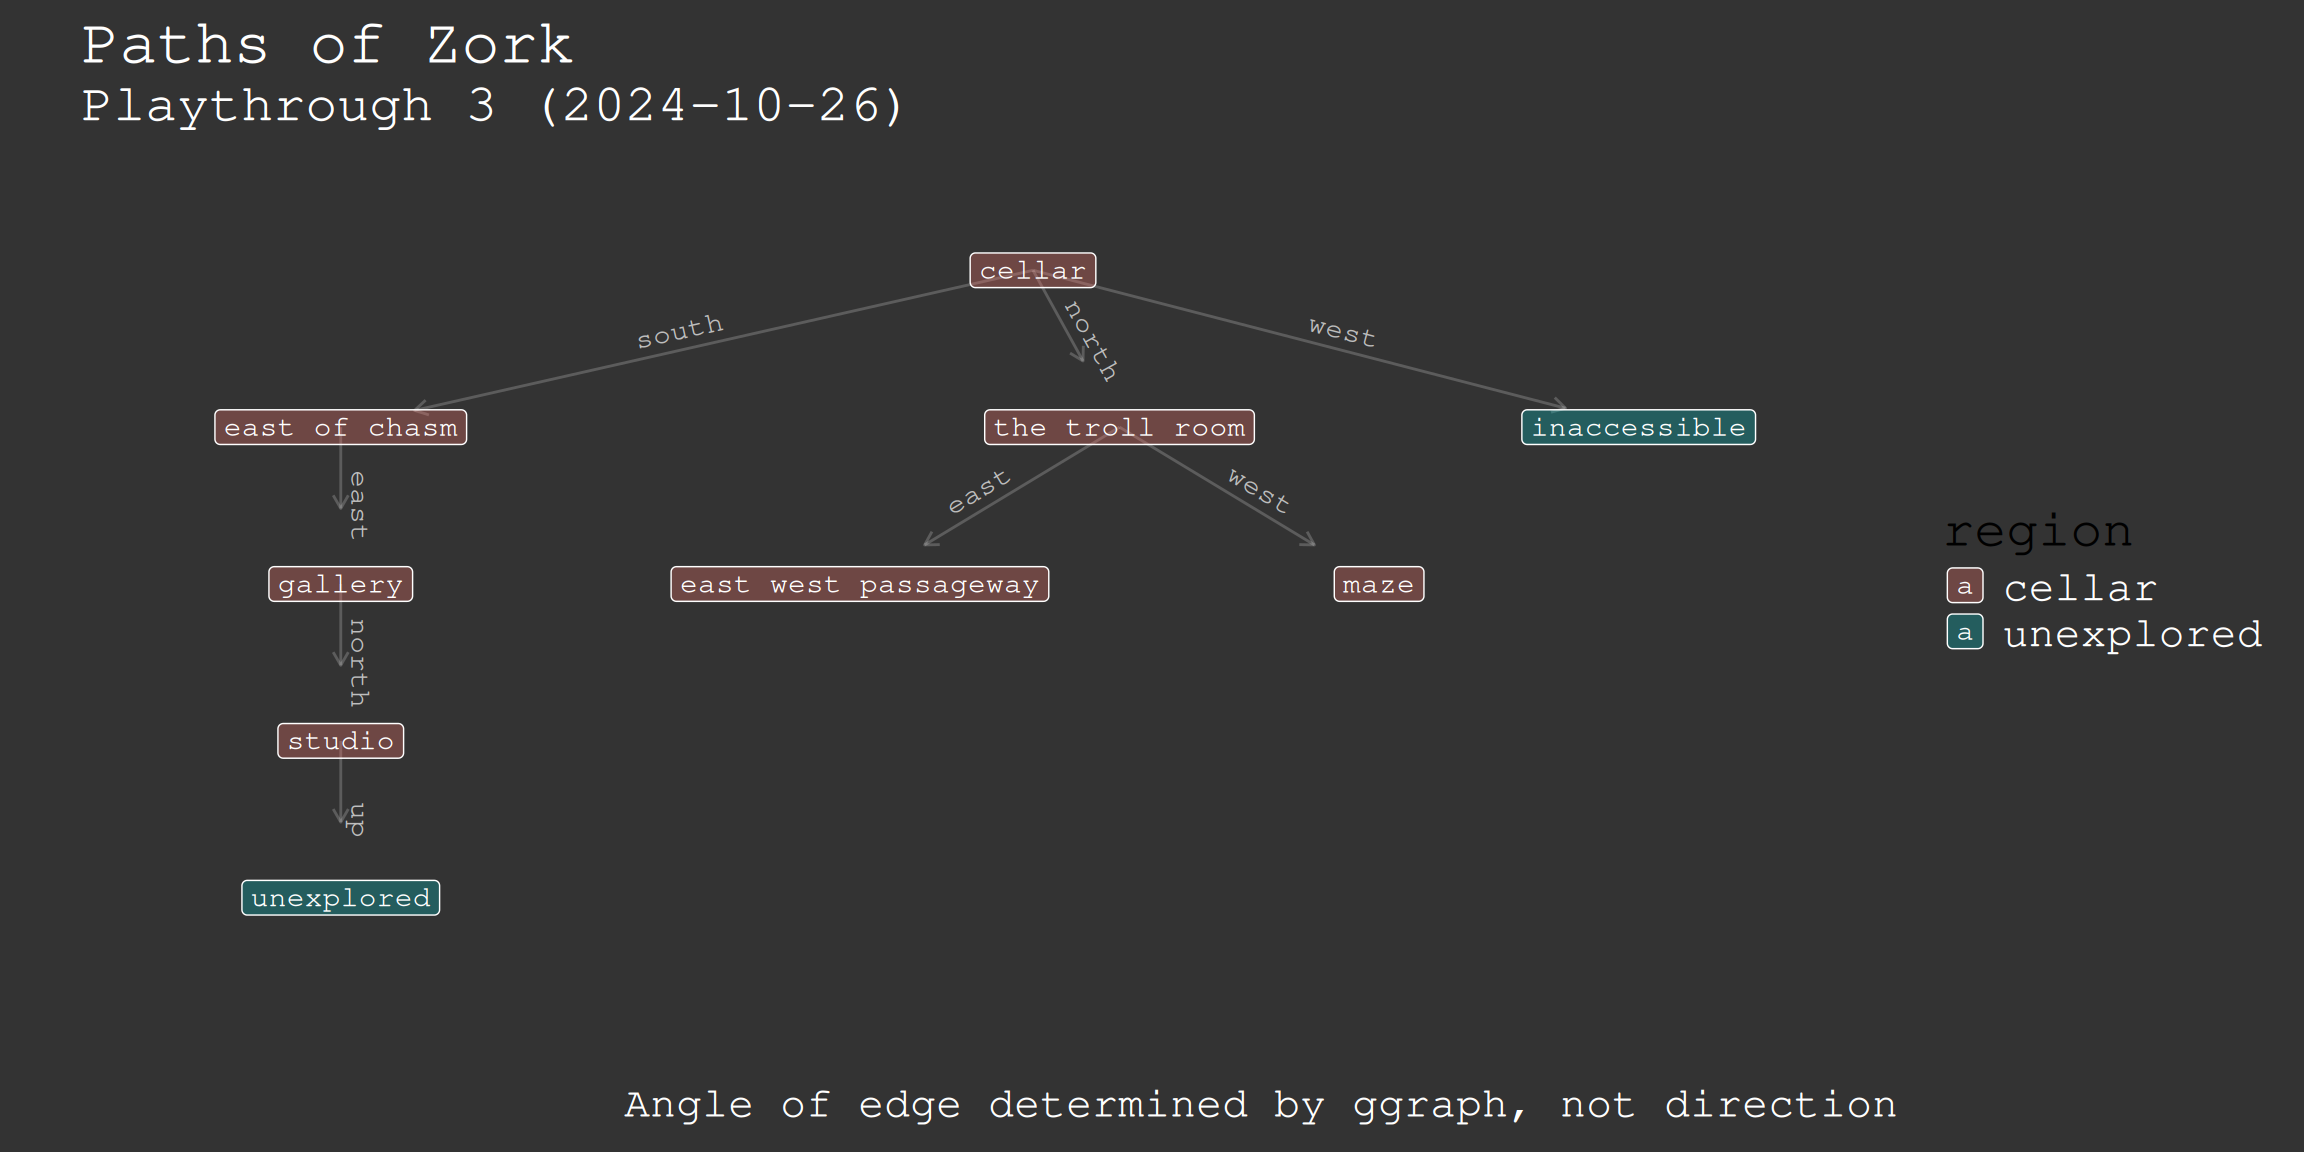 Paths of Zork
Playthrough 3 (2024-10-26)
cellar
south
north
west
east of chasm
the troll room
inaccessible
east
east
west
gallery
east west passageway
maze
north
studio
up
unexplored
region
a cellar
a unexplored
Angle of edge determined by ggraph, not direction